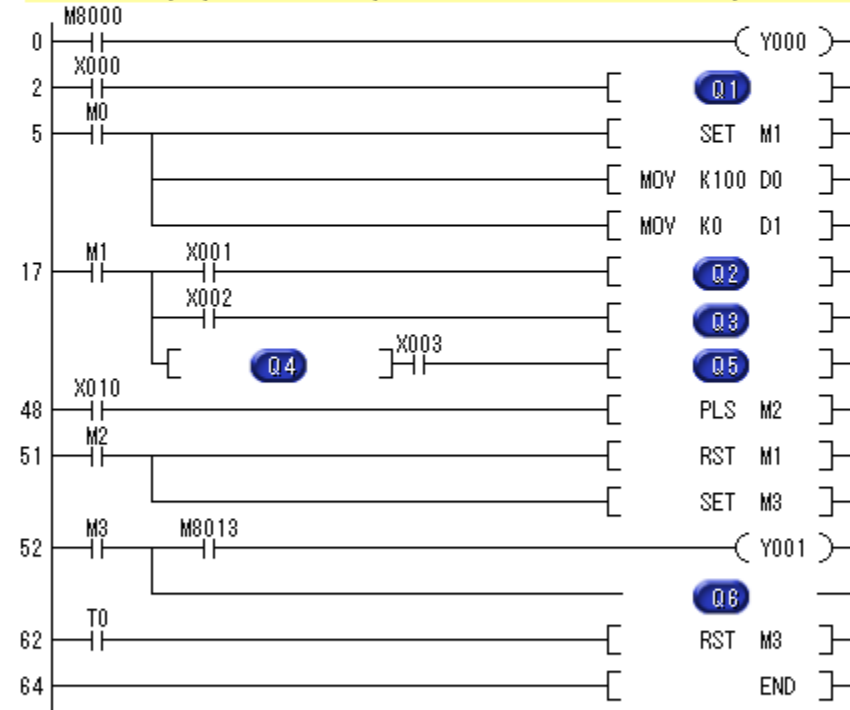 M8000
0 Y000
X000
2 Q1
M0
5 SET M1
MOV K100 D0
MOV K0 D1
M1 X001
17 Q2
X002
Q3
Q4 X003 Q5
X010
48 PLS M2
M2
51 RST M1
SET M3
M3 M8013
52 Y001
Q6
T0
62 RST M3
64 END